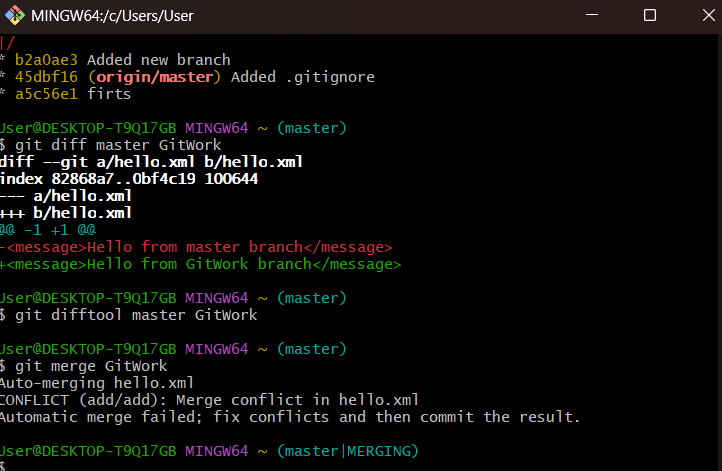 MINGW64:/c/Users/User
|/
* b2a0ae3 Added new branch
* 45dbf16 (origin/master) Added .gitignore
* a5c56e1 firts
User@DESKTOP-T9Q17GB MINGW64 ~ (master)
$ git diff master GitWork
diff --git a/hello.xml b/hello.xml
index 82868a7..0bf4c19 100644
--- a/hello.xml
+++ b/hello.xml
@@ -1 +1 @@
-<message>Hello from master branch</message>
+<message>Hello from GitWork branch</message>
User@DESKTOP-T9Q17GB MINGW64 ~ (master)
$ git difftool master GitWork
User@DESKTOP-T9Q17GB MINGW64 ~ (master)
$ git merge GitWork
Auto-merging hello.xml
CONFLICT (add/add): Merge conflict in hello.xml
Automatic merge failed; fix conflicts and then commit the result.
User@DESKTOP-T9Q17GB MINGW64 ~ (master|MERGING)
$